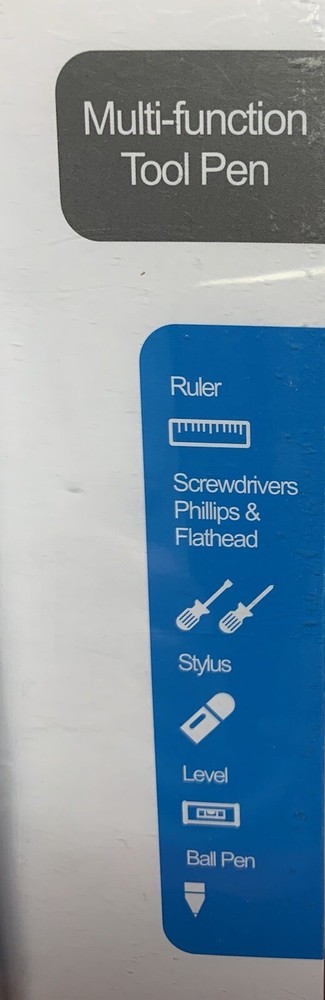 Multi-function
Tool Pen
Ruler
Screwdrivers
Phillips &
Flathead
Stylus
Level
Ball Pen